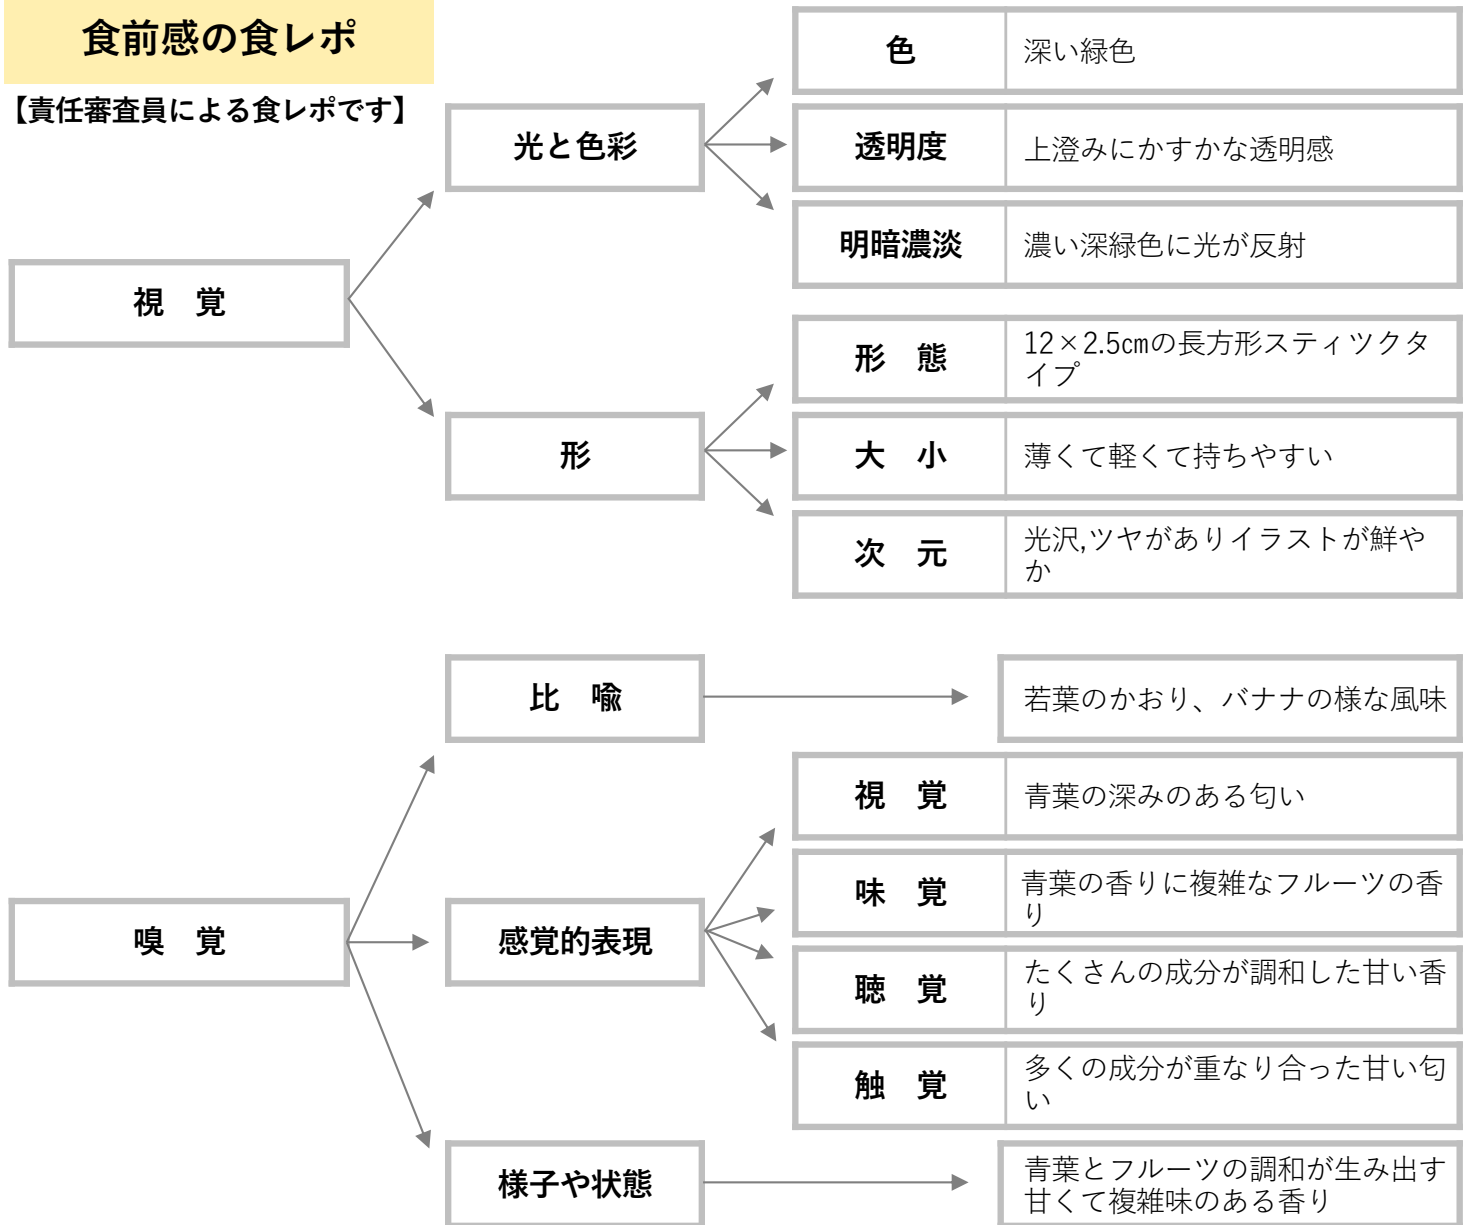 食前感の食レポ
【責任審査員による食レポです】
視　覚
光と色彩
色
深い緑色
透明度
上澄みにかすかな透明感
明暗濃淡
濃い深緑色に光が反射
形
形　態
12×2.5㎝の長方形スティツクタ
イプ
大　小
薄くて軽くて持ちやすい
次　元
光沢,ツヤがありイラストが鮮や
か
嗅　覚
比　喩
若葉のかおり、バナナの様な風味
感覚的表現
視　覚
青葉の深みのある匂い
味　覚
青葉の香りに複雑なフルーツの香
り
聴　覚
たくさんの成分が調和した甘い香
り
触　覚
多くの成分が重なり合った甘い匂
い
様子や状態
青葉とフルーツの調和が生み出す
甘くて複雑味のある香り